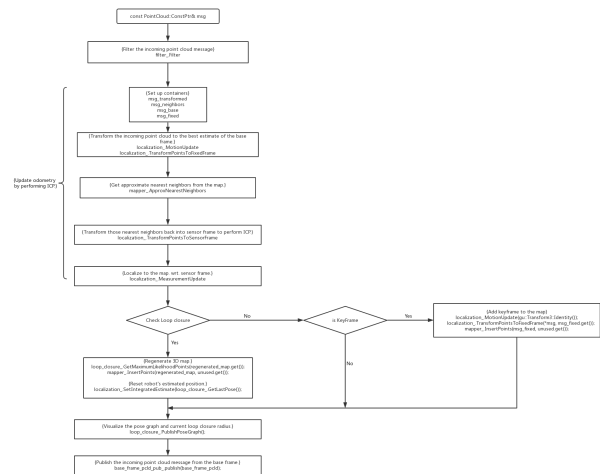 const PointCloud::ConstPtr& msg
(Filter the incoming point cloud message)
filter_.Filter
(Set up containers)
msg_transformed
msg_neighbors
msg_base
msg_fixed
(Transform the incoming point cloud to the best estimate of the base
frame.)
localization_.MotionUpdate
localization_.TransformPointsToFixedFrame
(Update odometry
by performing ICP)
(Get approximate nearest neighbors from the map.)
mapper_.ApproxNearestNeighbors
(Transform those nearest neighbors back into sensor frame to perform ICP.)
localization_.TransformPointsToSensorFrame
(Localize to the map. wrt. sensor frame.)
localization_.MeasurementUpdate
Check Loop closure
No
is KeyFrame
Yes
(Add keyframe to the map)
localization_.MotionUpdate(gu::Transform3::Identity());
localization_.TransformPointsToFixedFrame(*msg, msg_fixed.get());
mapper_.InsertPoints(msg_fixed, unused.get());
Yes
No
(Regenerate 3D map.)
loop_closure_.GetMaximumLikelihoodPoints(regenerated_map.get());
mapper_.InsertPoints(regenerated_map, unused.get());
(Reset robot's estimated position.)
localization_.SetIntegratedEstimate(loop_closure_.GetLastPose());
(Visualize the pose graph and current loop closure radius.)
loop_closure_.PublishPoseGraph();
(Publish the incoming point cloud message from the base frame.)
base_frame_pcld_pub_.publish(base_frame_pcld);